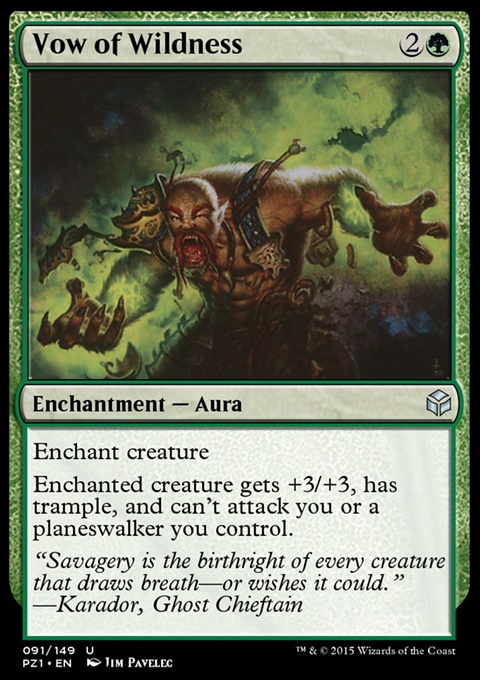 Vow of Wildness 2
Enchantment — Aura
Enchant creature
Enchanted creature gets +3/+3, has
trample, and can't attack you or a
planeswalker you control.
“Savagery is the birthright of every creature
that draws breath—or wishes it could.”
—Karador, Ghost Chieftain
091/149 U
PZ1 • EN Jim Pavelec
™ & © 2015 Wizards of the Coast